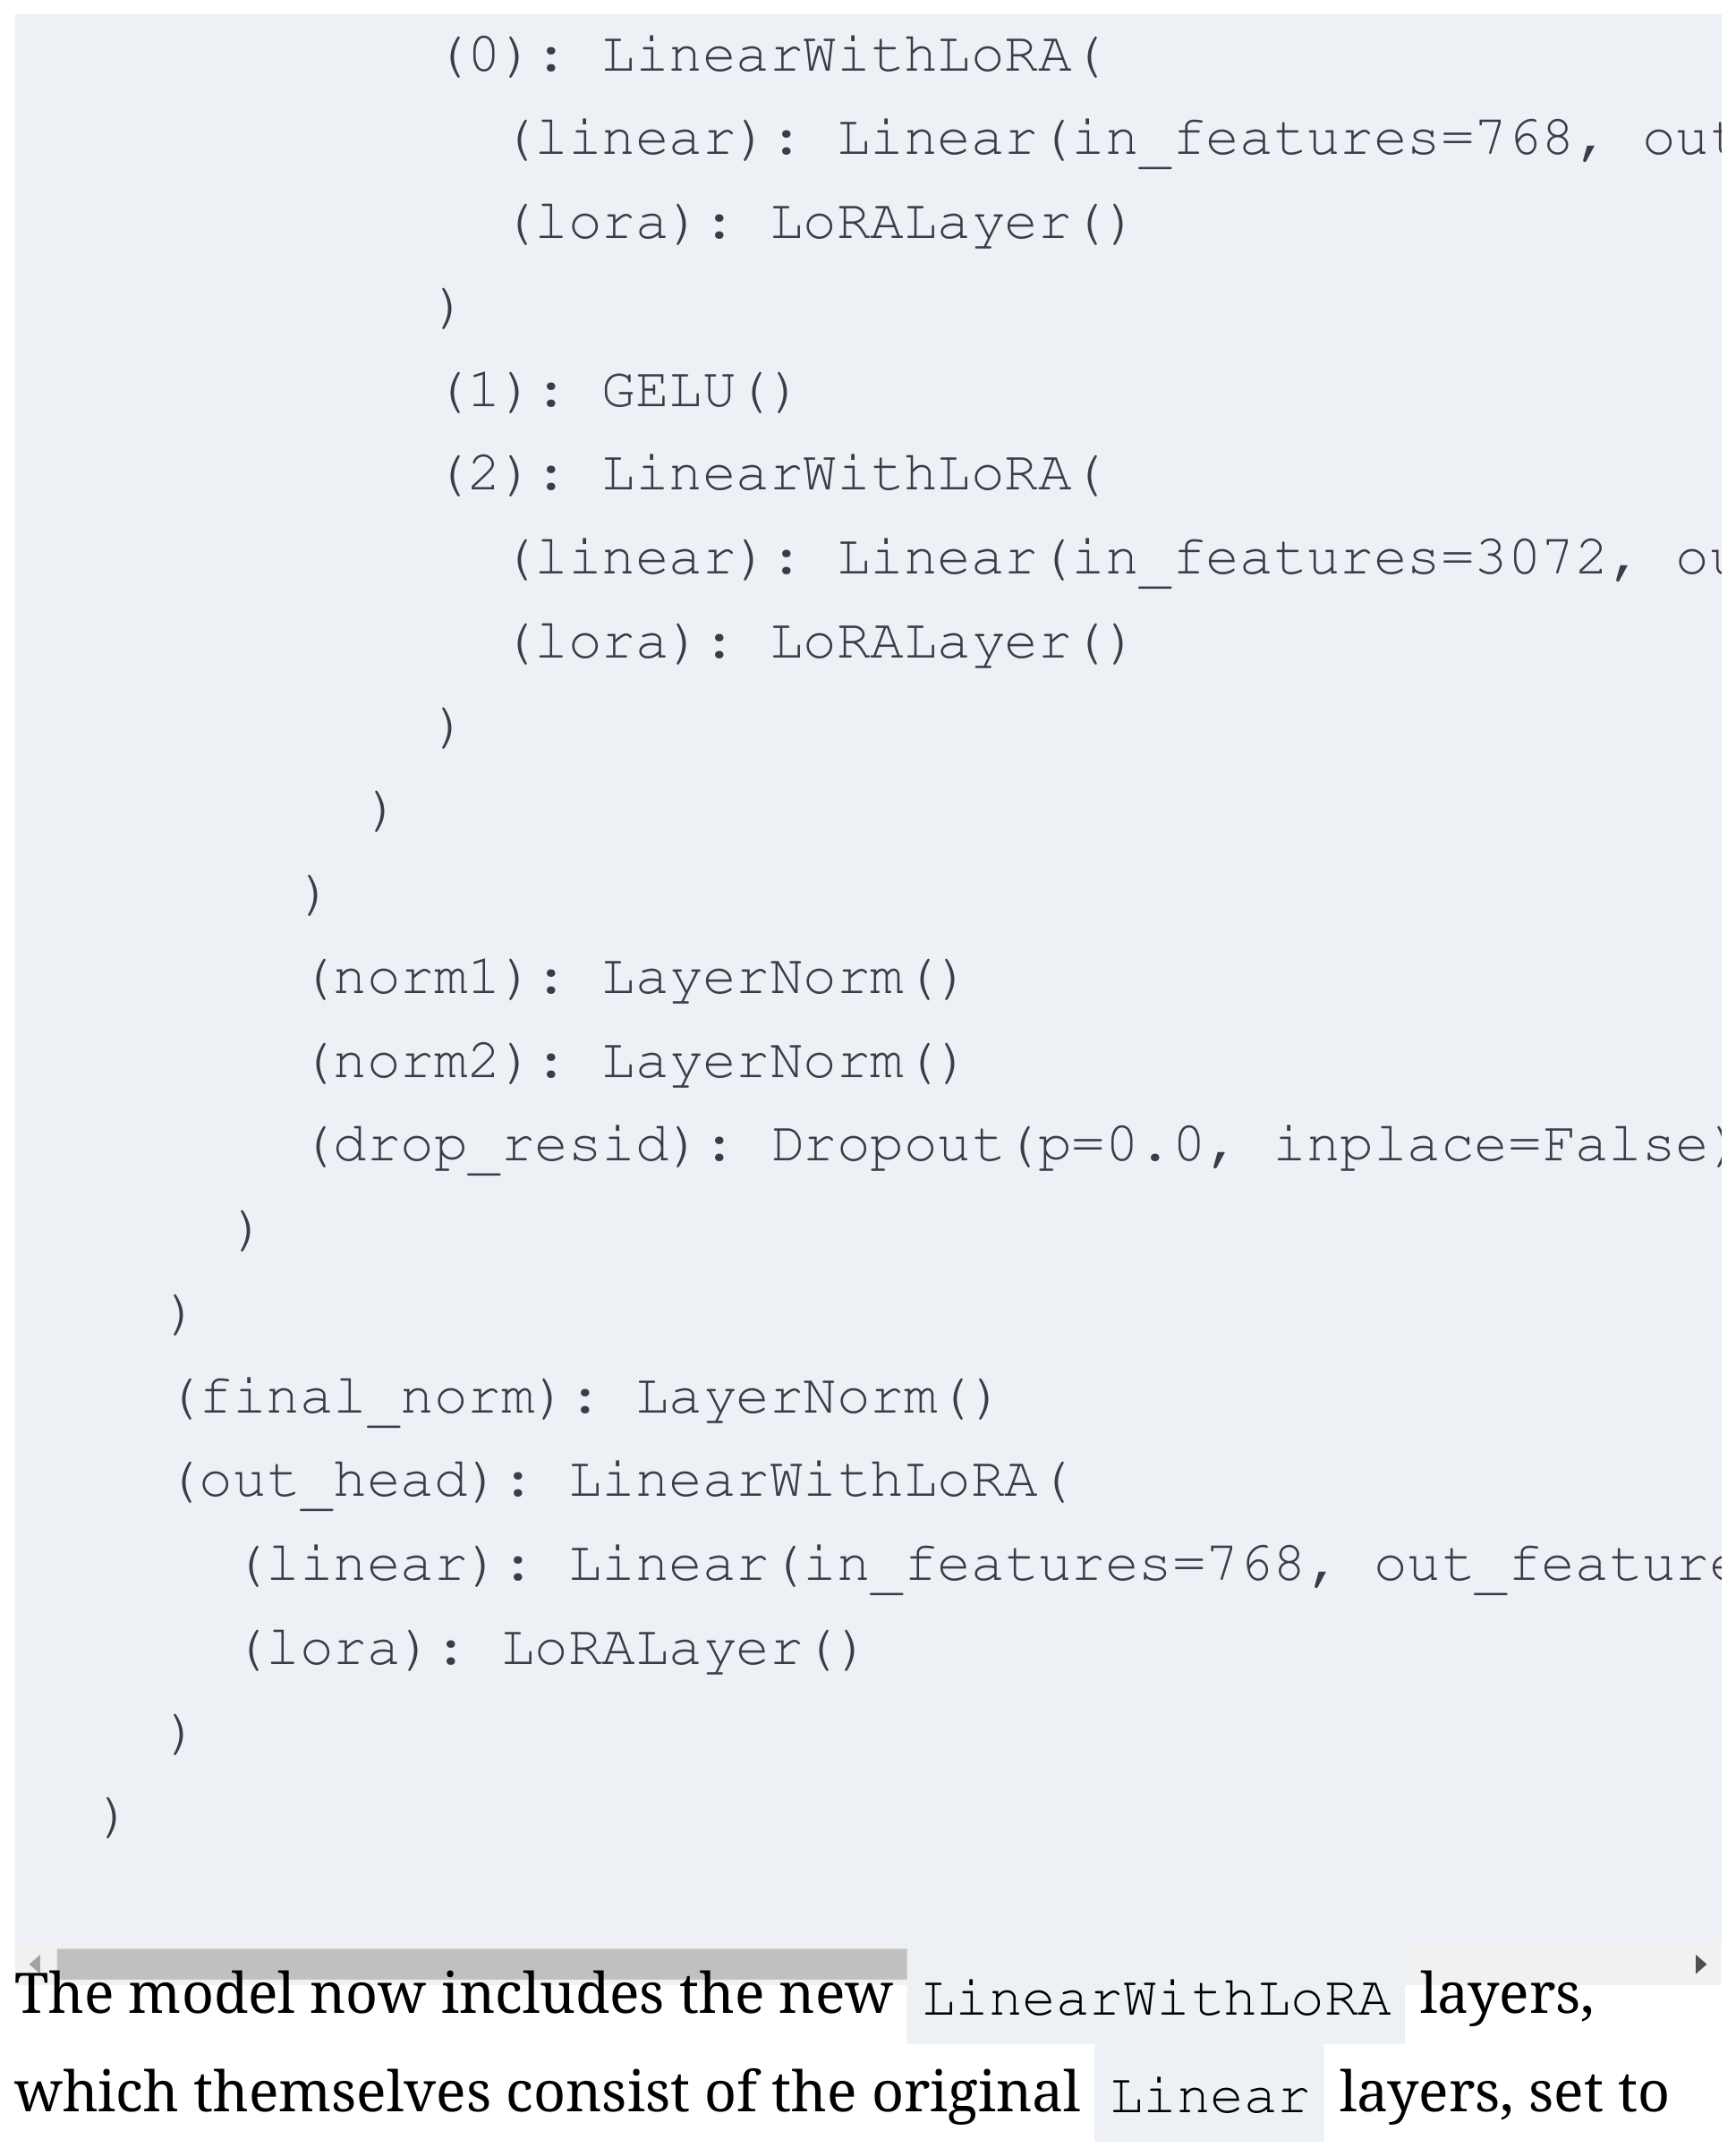 (0): LinearWithLoRA(
(linear): Linear(in_features=768, out
(lora): LoRALayer()
)
(1): GELU()
(2): LinearWithLoRA(
(linear): Linear(in_features=3072, ou
(lora): LoRALayer()
)
)
)
(norm1): LayerNorm()
(norm2): LayerNorm()
(drop_resid): Dropout(p=0.0, inplace=False)
)
)
(final_norm): LayerNorm()
(out_head): LinearWithLoRA(
(linear): Linear(in_features=768, out_feature
(lora): LoRALayer()
)
)
The model now includes the new LinearWithLoRA layers,
which themselves consist of the original Linear layers, set to